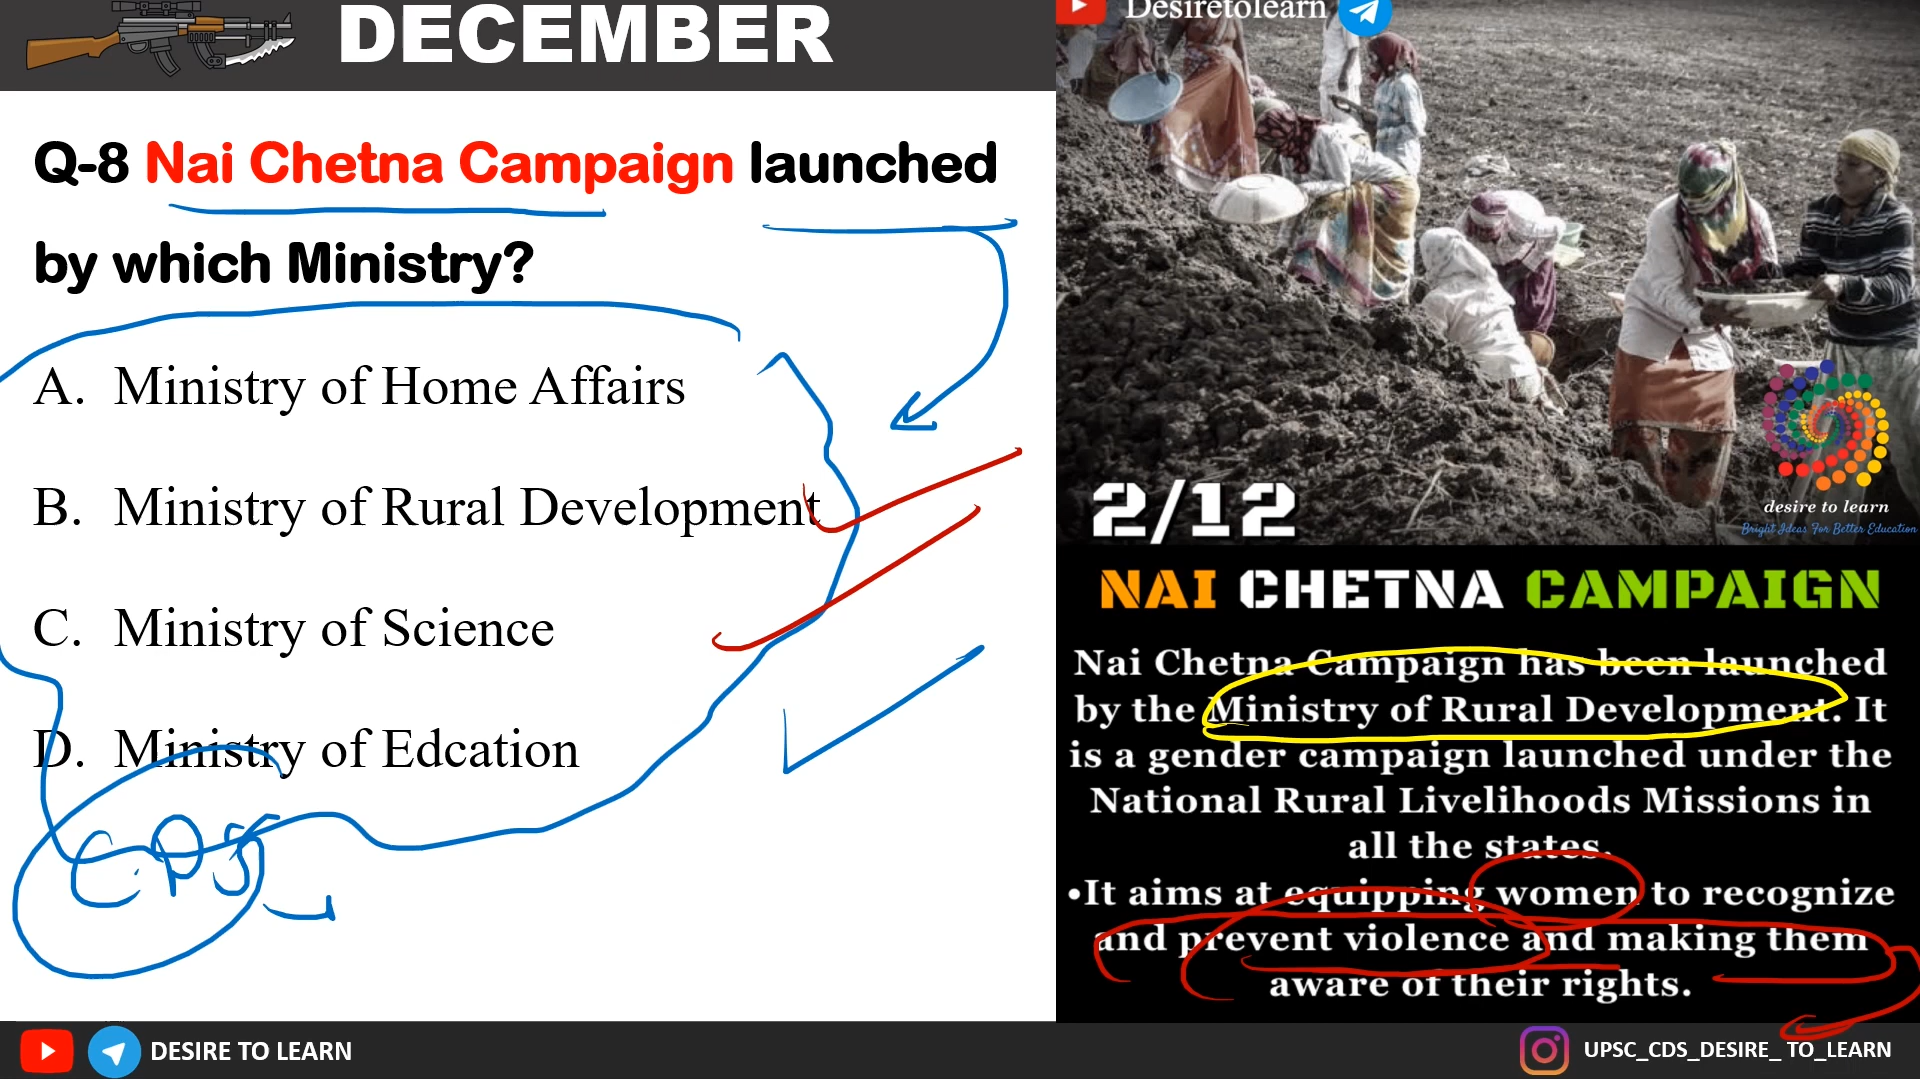 DECEMBER
Q-8 Nai Chetna Campaign launched
by which Ministry?
A. Ministry of Home Affairs
B. Ministry of Rural Development
C. Ministry of Science
D. Ministry of Edcation
CDS
DESIRE TO LEARN
Desiretolearn
desire to learn
Bright Ideas For Better Education
2/12
NAI CHETNA CAMPAIGN
Nai Chetna Campaign has been launched
by the Ministry of Rural Development. It
is a gender campaign launched under the
National Rural Livelihoods Missions in
all the states.
•It aims at equipping women to recognize
and prevent violence and making them
aware of their rights.
UPSC_CDS_DESIRE_ TO_LEARN